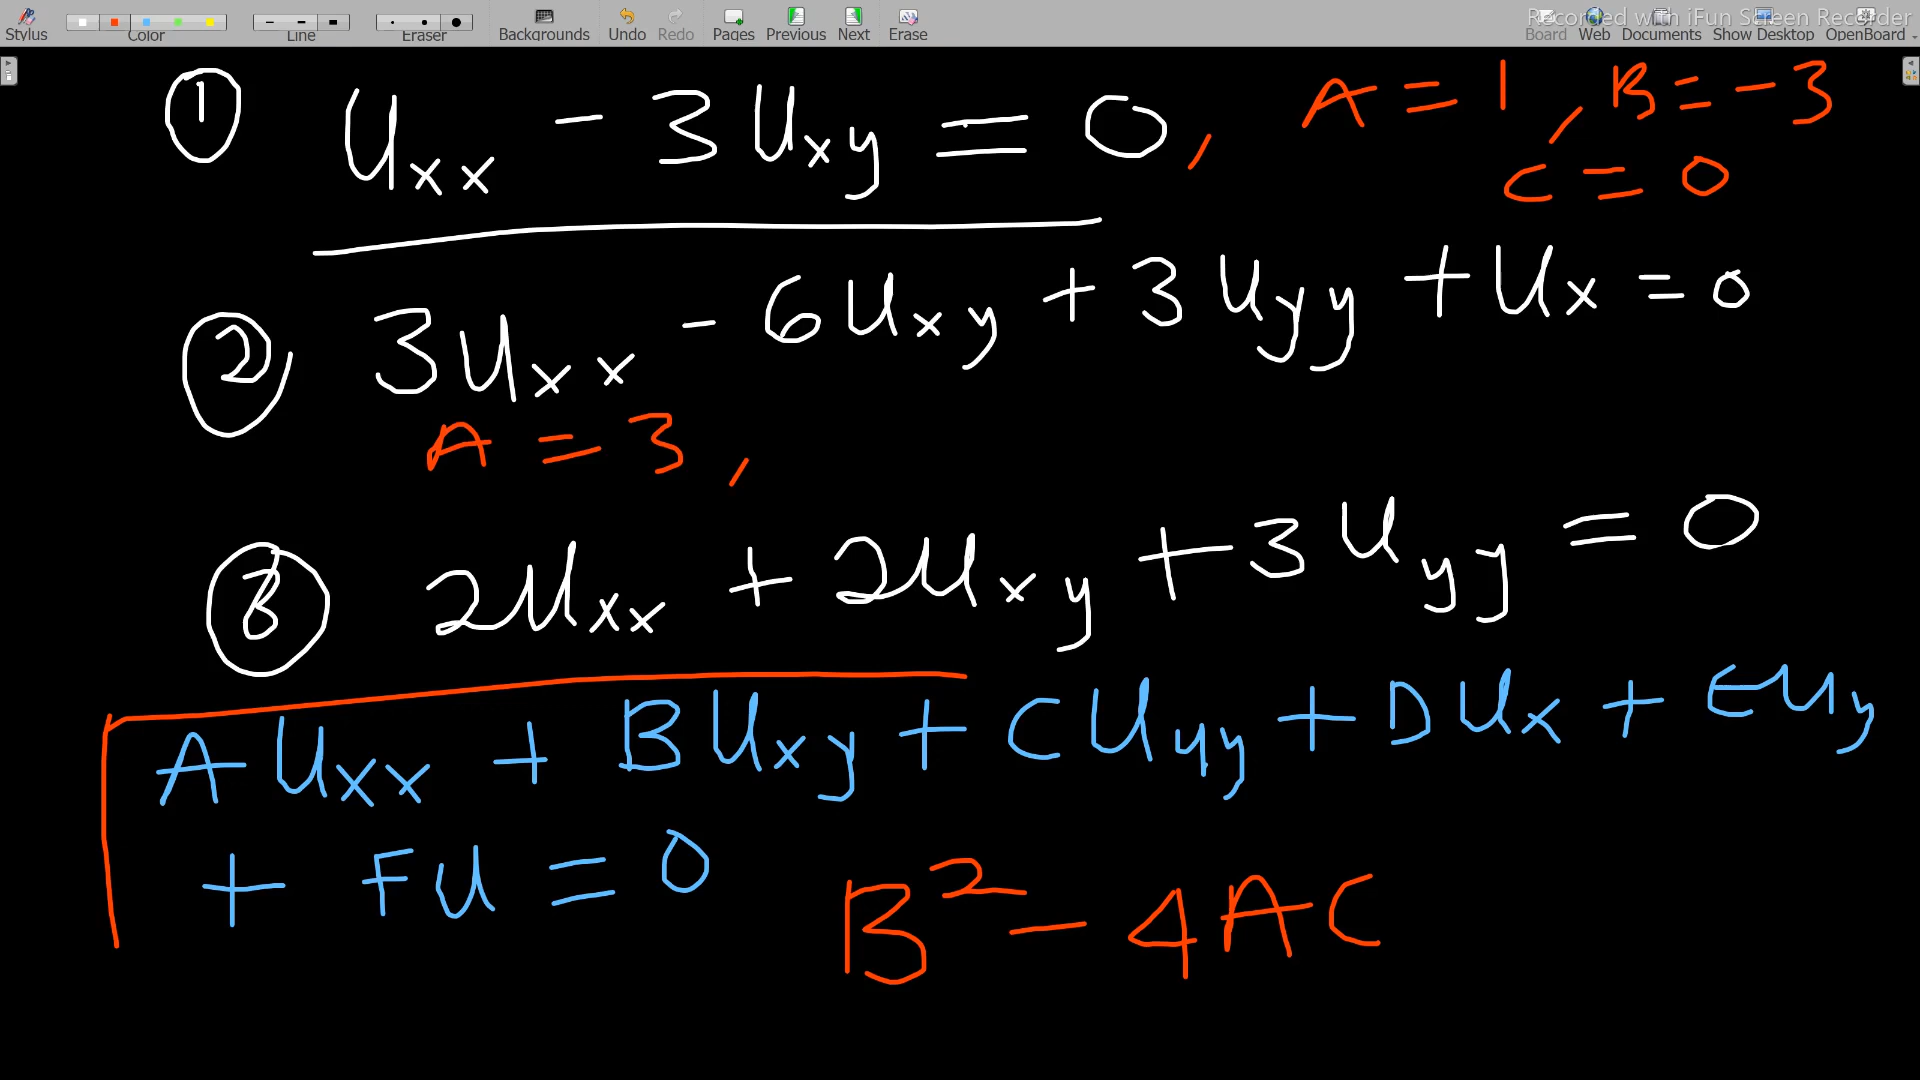 Recorded with iFun Screen Recorder
Stylus Color Line Eraser Backgrounds Undo Redo Pages Previous Next Erase Board Web Documents Show Desktop OpenBoard
① Uxx - 3Uxy = 0, A = 1, B = -3
C = 0
② 3Uxx - 6Uxy + 3Uyy + Ux = 0
A = 3,
③ 2Uxx + 2Uxy + 3Uyy = 0
AUxx + BUxy + CUyy + DUx + EUy
+ FU = 0
B² - 4AC